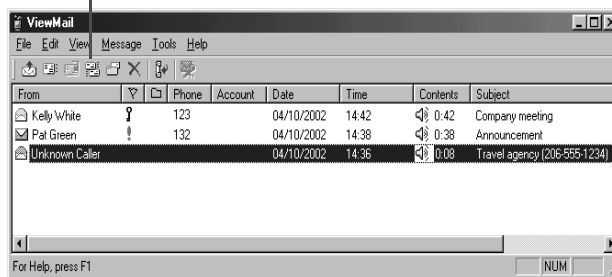 ViewMail
File Edit View Message Tools Help
From Phone Account Date Time Contents Subject
Kelly White 123 04/10/2002 14:42 0:42 Company meeting
Pat Green 132 04/10/2002 14:38 0:38 Announcement
Unknown Caller 04/10/2002 14:36 0:08 Travel agency (206-555-1234)
For Help, press F1 NUM